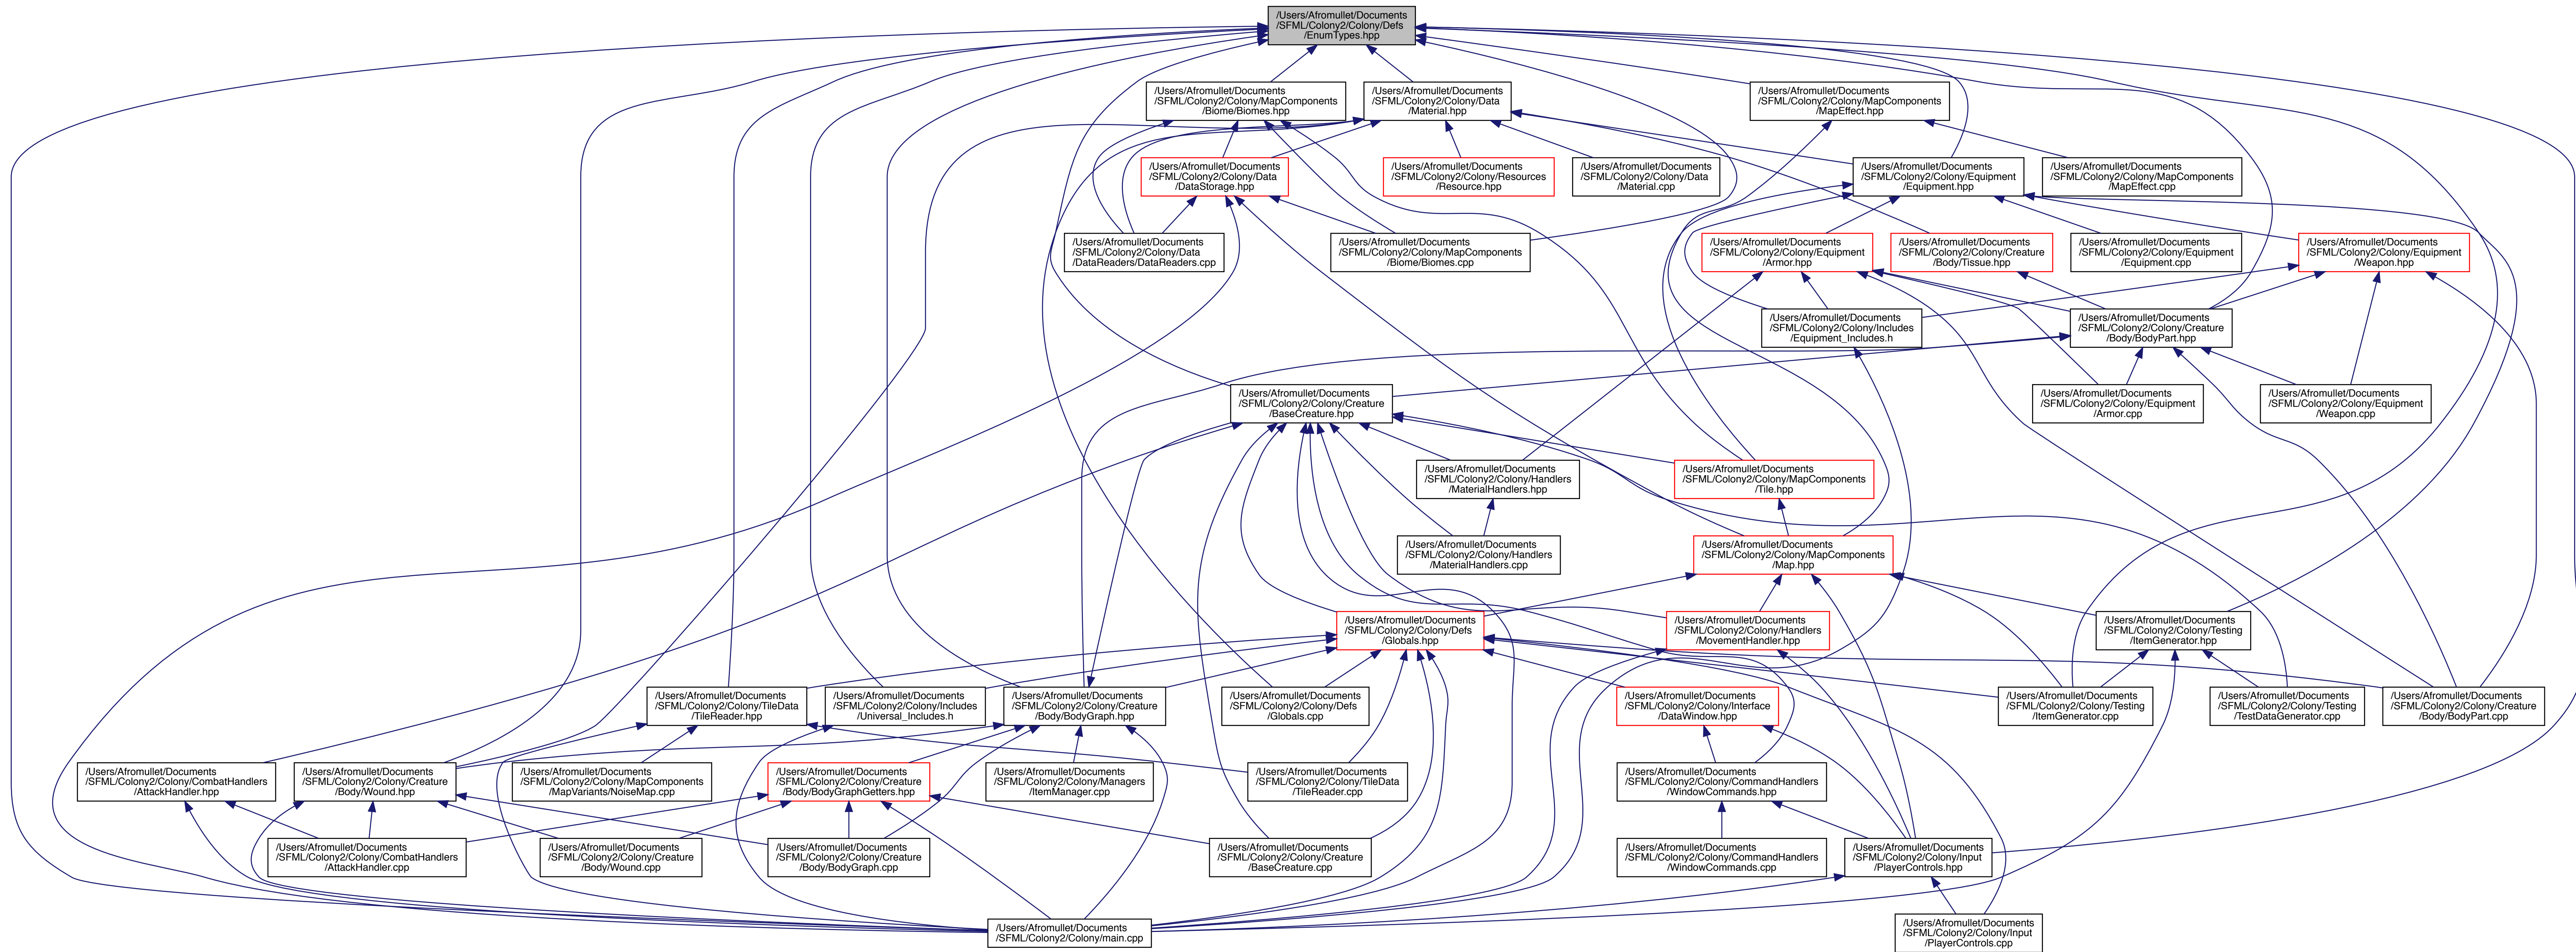 /Users/Afromullet/Documents
/SFML/Colony2/Colony/Defs
/EnumTypes.hpp
/Users/Afromullet/Documents
/SFML/Colony2/Colony/MapComponents
/Biome/Biomes.hpp
/Users/Afromullet/Documents
/SFML/Colony2/Colony/Data
/Material.hpp
/Users/Afromullet/Documents
/SFML/Colony2/Colony/MapComponents
/MapEffect.hpp
/Users/Afromullet/Documents
/SFML/Colony2/Colony/Data
/DataStorage.hpp
/Users/Afromullet/Documents
/SFML/Colony2/Colony/Resources
/Resource.hpp
/Users/Afromullet/Documents
/SFML/Colony2/Colony/Data
/Material.cpp
/Users/Afromullet/Documents
/SFML/Colony2/Colony/Equipment
/Equipment.hpp
/Users/Afromullet/Documents
/SFML/Colony2/Colony/MapComponents
/MapEffect.cpp
/Users/Afromullet/Documents
/SFML/Colony2/Colony/Data
/DataReaders/DataReaders.cpp
/Users/Afromullet/Documents
/SFML/Colony2/Colony/MapComponents
/Biome/Biomes.cpp
/Users/Afromullet/Documents
/SFML/Colony2/Colony/Equipment
/Armor.hpp
/Users/Afromullet/Documents
/SFML/Colony2/Colony/Creature
/Body/Tissue.hpp
/Users/Afromullet/Documents
/SFML/Colony2/Colony/Equipment
/Equipment.cpp
/Users/Afromullet/Documents
/SFML/Colony2/Colony/Equipment
/Weapon.hpp
/Users/Afromullet/Documents
/SFML/Colony2/Colony/Includes
/Equipment_Includes.h
/Users/Afromullet/Documents
/SFML/Colony2/Colony/Creature
/Body/BodyPart.hpp
/Users/Afromullet/Documents
/SFML/Colony2/Colony/Creature
/BaseCreature.hpp
/Users/Afromullet/Documents
/SFML/Colony2/Colony/Equipment
/Armor.cpp
/Users/Afromullet/Documents
/SFML/Colony2/Colony/Equipment
/Weapon.cpp
/Users/Afromullet/Documents
/SFML/Colony2/Colony/Handlers
/MaterialHandlers.hpp
/Users/Afromullet/Documents
/SFML/Colony2/Colony/MapComponents
/Tile.hpp
/Users/Afromullet/Documents
/SFML/Colony2/Colony/Handlers
/MaterialHandlers.cpp
/Users/Afromullet/Documents
/SFML/Colony2/Colony/MapComponents
/Map.hpp
/Users/Afromullet/Documents
/SFML/Colony2/Colony/Defs
/Globals.hpp
/Users/Afromullet/Documents
/SFML/Colony2/Colony/Handlers
/MovementHandler.hpp
/Users/Afromullet/Documents
/SFML/Colony2/Colony/Testing
/ItemGenerator.hpp
/Users/Afromullet/Documents
/SFML/Colony2/Colony/TileData
/TileReader.hpp
/Users/Afromullet/Documents
/SFML/Colony2/Colony/Includes
/Universal_Includes.h
/Users/Afromullet/Documents
/SFML/Colony2/Colony/Creature
/Body/BodyGraph.hpp
/Users/Afromullet/Documents
/SFML/Colony2/Colony/Defs
/Globals.cpp
/Users/Afromullet/Documents
/SFML/Colony2/Colony/Interface
/DataWindow.hpp
/Users/Afromullet/Documents
/SFML/Colony2/Colony/Testing
/ItemGenerator.cpp
/Users/Afromullet/Documents
/SFML/Colony2/Colony/Testing
/TestDataGenerator.cpp
/Users/Afromullet/Documents
/SFML/Colony2/Colony/Creature
/Body/BodyPart.cpp
/Users/Afromullet/Documents
/SFML/Colony2/Colony/CombatHandlers
/AttackHandler.hpp
/Users/Afromullet/Documents
/SFML/Colony2/Colony/Creature
/Body/Wound.hpp
/Users/Afromullet/Documents
/SFML/Colony2/Colony/MapComponents
/MapVariants/NoiseMap.cpp
/Users/Afromullet/Documents
/SFML/Colony2/Colony/Creature
/Body/BodyGraphGetters.hpp
/Users/Afromullet/Documents
/SFML/Colony2/Colony/Managers
/ItemManager.cpp
/Users/Afromullet/Documents
/SFML/Colony2/Colony/TileData
/TileReader.cpp
/Users/Afromullet/Documents
/SFML/Colony2/Colony/CommandHandlers
/WindowCommands.hpp
/Users/Afromullet/Documents
/SFML/Colony2/Colony/CombatHandlers
/AttackHandler.cpp
/Users/Afromullet/Documents
/SFML/Colony2/Colony/Creature
/Body/Wound.cpp
/Users/Afromullet/Documents
/SFML/Colony2/Colony/Creature
/Body/BodyGraph.cpp
/Users/Afromullet/Documents
/SFML/Colony2/Colony/Creature
/BaseCreature.cpp
/Users/Afromullet/Documents
/SFML/Colony2/Colony/CommandHandlers
/WindowCommands.cpp
/Users/Afromullet/Documents
/SFML/Colony2/Colony/Input
/PlayerControls.hpp
/Users/Afromullet/Documents
/SFML/Colony2/Colony/main.cpp
/Users/Afromullet/Documents
/SFML/Colony2/Colony/Input
/PlayerControls.cpp